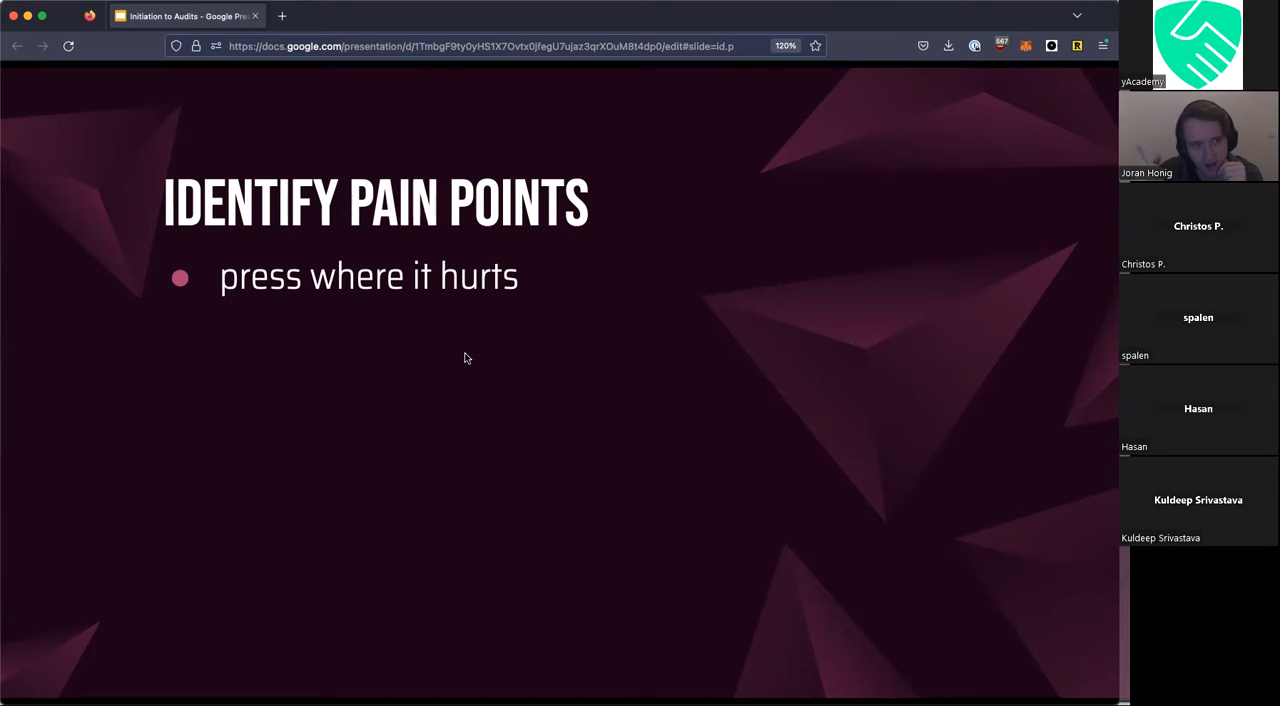 Initiation to Audits - Google Pre
https://docs.google.com/presentation/d/1TmbgF9ty0yHS1X7Ovtx0jfegU7ujaz3qrXOuM8t4dp0/edit#slide=id.p
120%
567
IDENTIFY PAIN POINTS
press where it hurts
yAcademy
Joran Honig
Christos P.
Christos P.
spalen
spalen
Hasan
Hasan
Kuldeep Srivastava
Kuldeep Srivastava